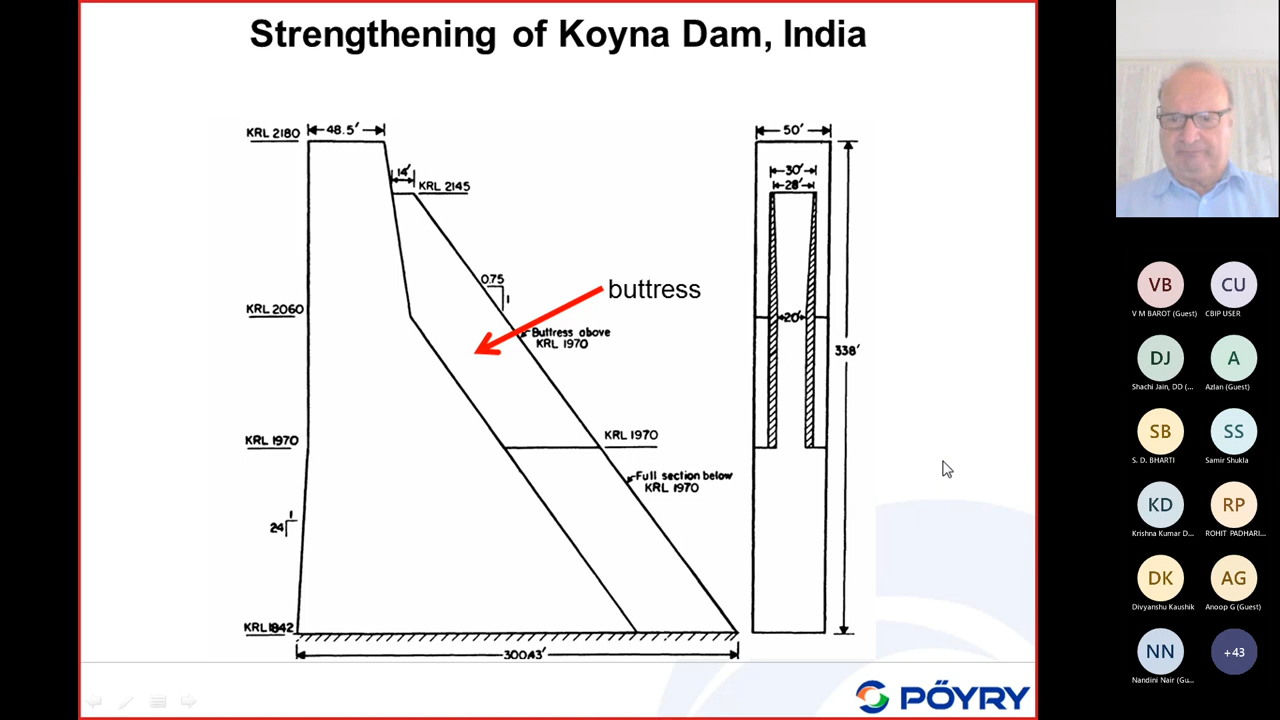 Strengthening of Koyna Dam, India
KRL 2180
48.5'
14'
KRL 2145
0.75
1
KRL 2060
buttress
Buttress above
KRL 1970
KRL 1970
KRL 1970
Full section below
KRL 1970
1
24
KRL 1842
300.43'
50'
30'
28'
20'
338'
PÖYRY
VB
V M BAROT (Guest)
CU
CBIP USER
DJ
Shachi Jain, DD (...
A
Azlan (Guest)
SB
S. D. BHARTI
SS
Samir Shukla
KD
Krishna Kumar D...
RP
ROHIT PADHARI...
DK
Divyanshu Kaushik
AG
Anoop G (Guest)
NN
Nandini Nair (Gu...
+43